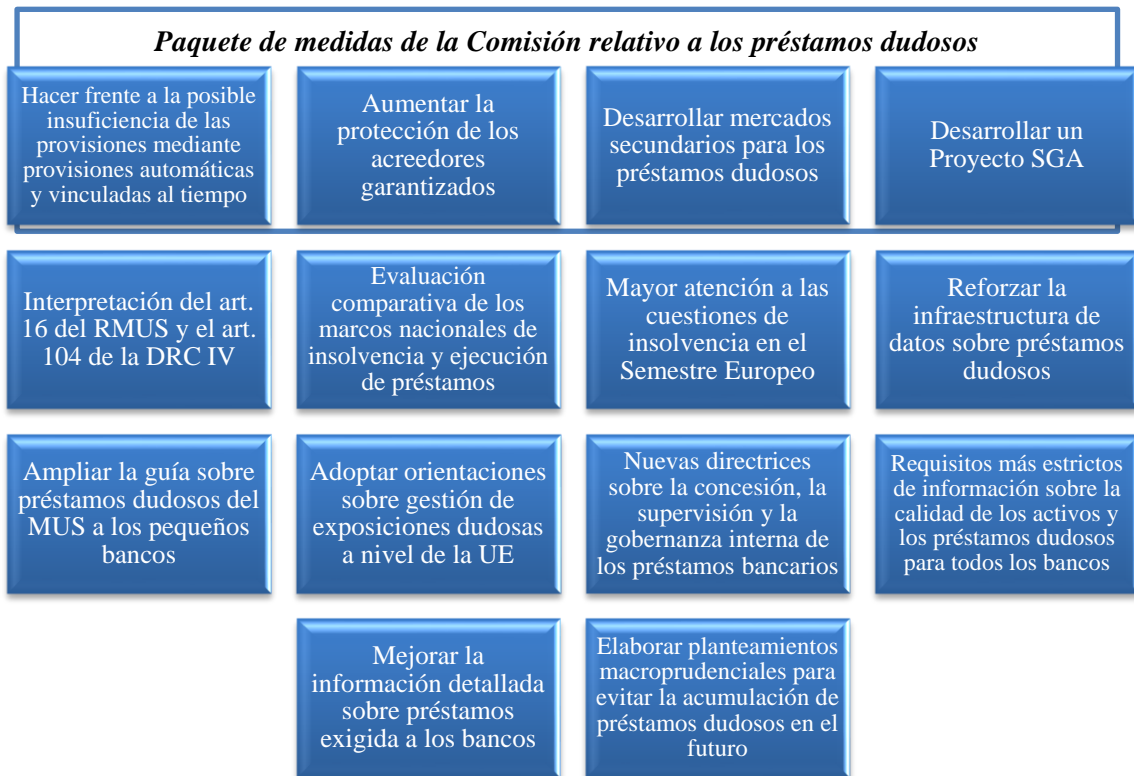 Paquete de medidas de la Comisión relativo a los préstamos dudosos
Hacer frente a la posible
insuficiencia de las
provisiones mediante
provisiones automáticas
y vinculadas al tiempo
Aumentar la
protección de los
acreedores
garantizados
Desarrollar mercados
secundarios para los
préstamos dudosos
Desarrollar un
Proyecto SGA
Interpretación del art.
16 del RMUS y el art.
104 de la DRC IV
Evaluación
comparativa de los
marcos nacionales de
insolvencia y ejecución
de préstamos
Mayor atención a las
cuestiones de
insolvencia en el
Semestre Europeo
Reforzar la
infraestructura de
datos sobre préstamos
dudosos
Ampliar la guía sobre
préstamos dudosos del
MUS a los pequeños
bancos
Adoptar orientaciones
sobre gestión de
exposiciones dudosas
a nivel de la UE
Nuevas directrices
sobre la concesión, la
supervisión y la
gobernanza interna de
los préstamos bancarios
Requisitos más estrictos
de información sobre la
calidad de los activos y
los préstamos dudosos
para todos los bancos
Mejorar la
información detallada
sobre préstamos
exigida a los bancos
Elaborar planteamientos
macroprudenciales para
evitar la acumulación de
préstamos dudosos en el
futuro